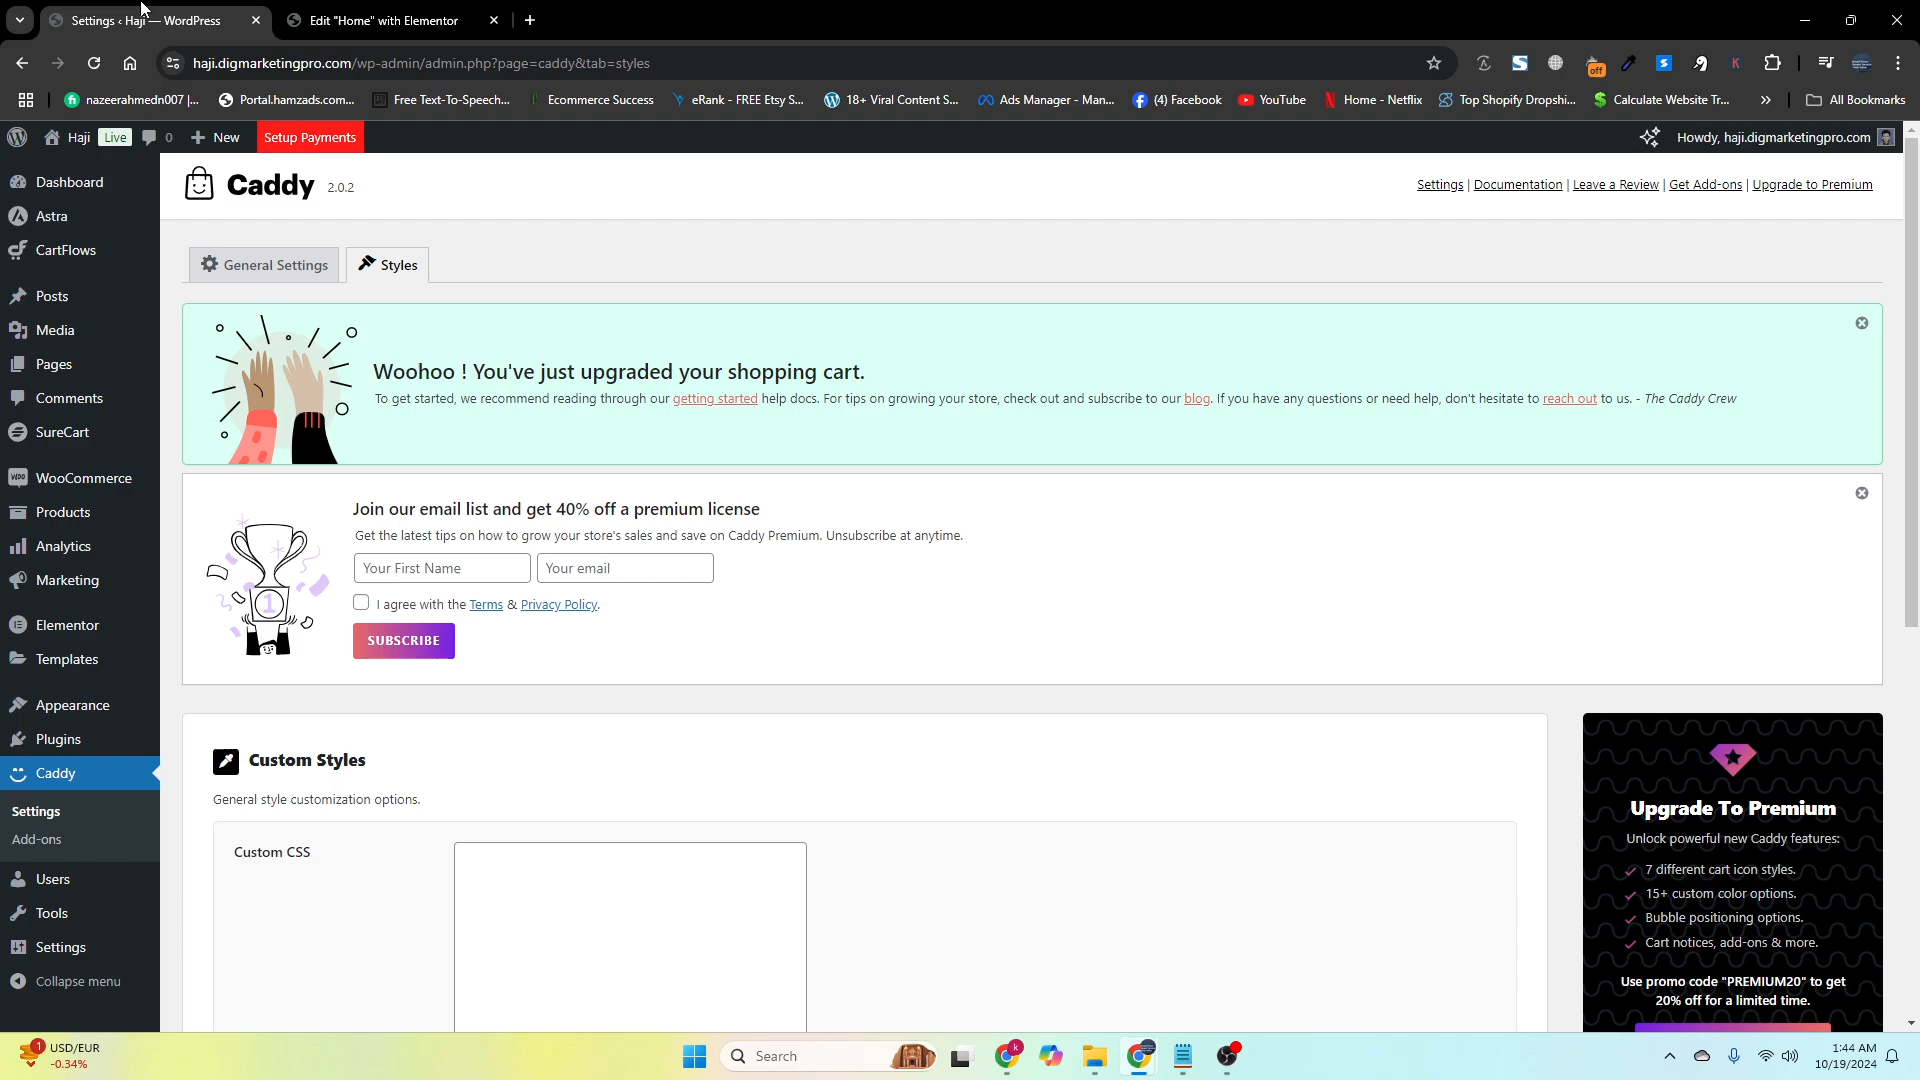 Settings ‹ Haji — WordPress
Edit "Home" with Elementor
haji.digmarketingpro.com/wp-admin/admin.php?page=caddy&tab=styles
off
K
nazeerahmedn007 |...
Portal.hamzads.com...
Free Text-To-Speech...
Ecommerce Success
eRank - FREE Etsy S...
18+ Viral Content S...
Ads Manager - Man...
(4) Facebook
YouTube
Home - Netflix
Top Shopify Dropshi...
Calculate Website Tr...
All Bookmarks
Haji
Live
0
New
Setup Payments
Howdy, haji.digmarketingpro.com
Dashboard
Astra
CartFlows
Posts
Media
Pages
Comments
SureCart
WooCommerce
Products
Analytics
Marketing
Elementor
Templates
Appearance
Plugins
Caddy
Settings
Add-ons
Users
Tools
Settings
Collapse menu
Caddy 2.0.2
Settings | Documentation | Leave a Review | Get Add-ons | Upgrade to Premium
General Settings
Styles
Woohoo ! You've just upgraded your shopping cart.
To get started, we recommend reading through our getting started help docs. For tips on growing your store, check out and subscribe to our blog. If you have any questions or need help, don't hesitate to reach out to us. - The Caddy Crew
1
Join our email list and get 40% off a premium license
Get the latest tips on how to grow your store's sales and save on Caddy Premium. Unsubscribe at anytime.
Your First Name
Your email
I agree with the Terms & Privacy Policy.
SUBSCRIBE
Custom Styles
General style customization options.
Custom CSS
Upgrade To Premium
Unlock powerful new Caddy features:
7 different cart icon styles.
15+ custom color options.
Bubble positioning options.
Cart notices, add-ons & more.
Use promo code "PREMIUM20" to get
20% off for a limited time.
1
USD/EUR
-0.34%
Search
1:44 AM
10/19/2024